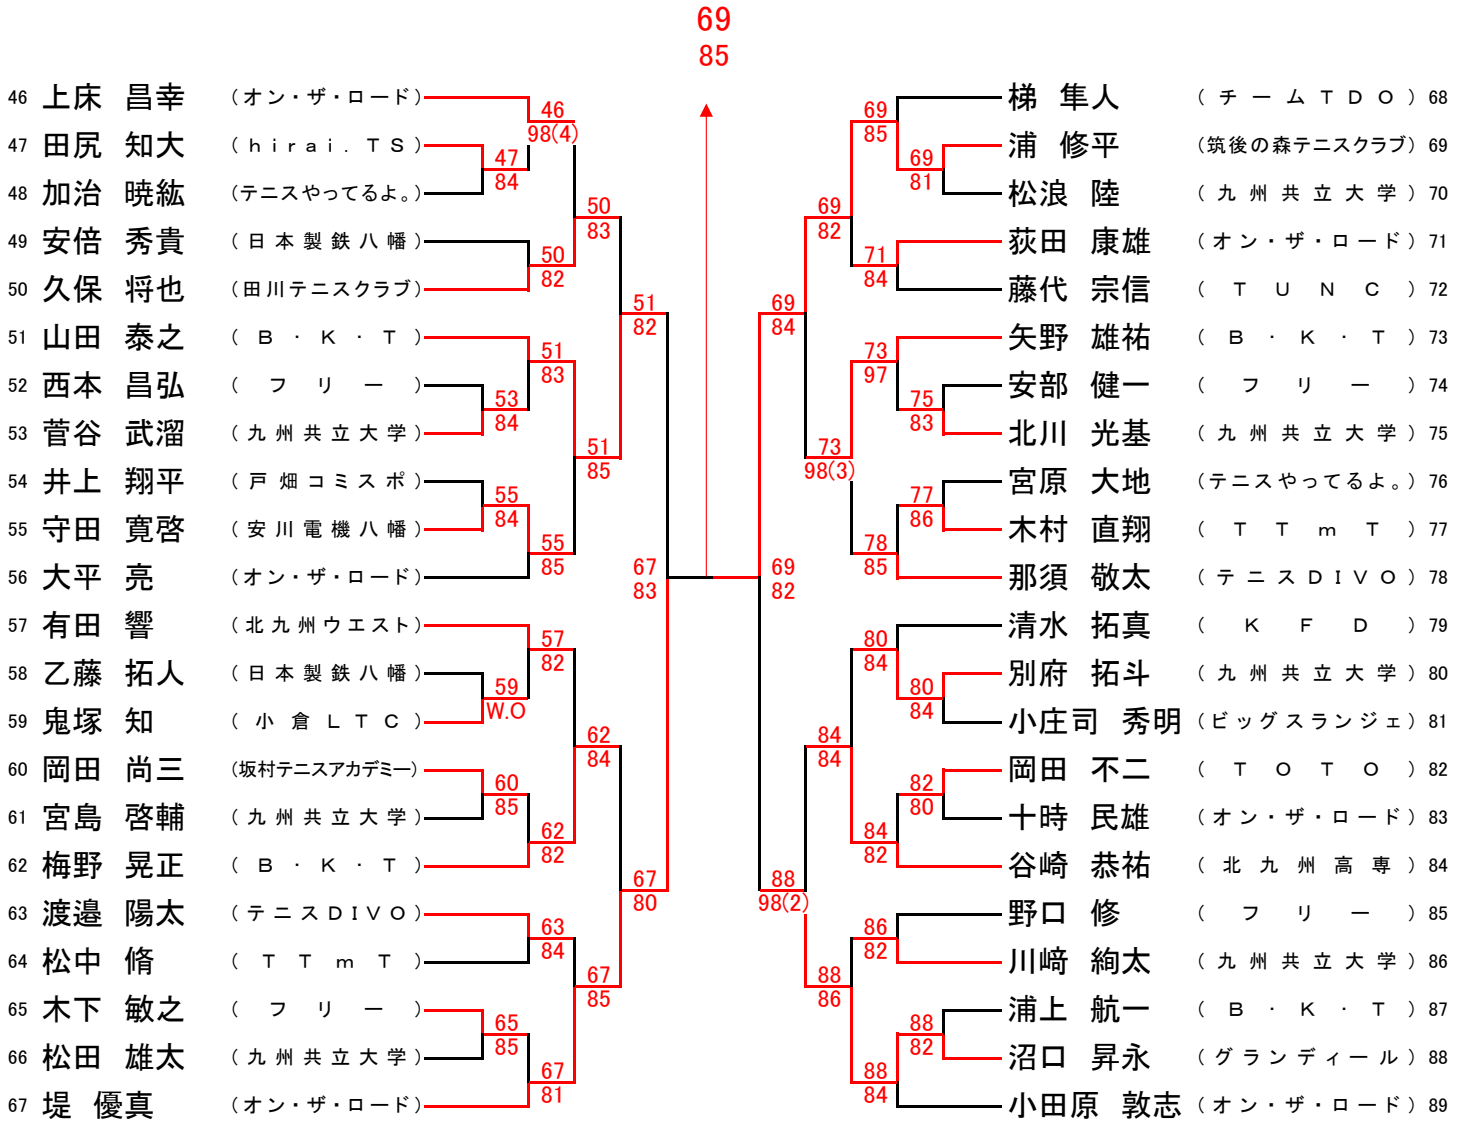 69
85
46 上床 昌幸 (オン・ザ・ロード)
47 田尻 知大 (hirai. TS)
48 加治 暁紘 (テニスやってるよ。)
49 安倍 秀貴 (日本製鉄八幡)
50 久保 将也 (田川テニスクラブ)
51 山田 泰之 (B・K・T)
52 西本 昌弘 (フリー)
53 菅谷 武溜 (九州共立大学)
54 井上 翔平 (戸畑コミスポ)
55 守田 寛啓 (安川電機八幡)
56 大平 亮 (オン・ザ・ロード)
57 有田 響 (北九州ウエスト)
58 乙藤 拓人 (日本製鉄八幡)
59 鬼塚 知 (小倉LTC)
60 岡田 尚三 (坂村テニスアカデミー)
61 宮島 啓輔 (九州共立大学)
62 梅野 晃正 (B・K・T)
63 渡邉 陽太 (テニスDIVO)
64 松中 脩 (TTmT)
65 木下 敏之 (フリー)
66 松田 雄太 (九州共立大学)
67 堤 優真 (オン・ザ・ロード)
47
84
53
84
55
84
59
W.O
60
85
65
85
46
98(4)
50
82
51
83
55
85
57
82
62
82
63
84
67
81
50
83
51
85
62
84
67
85
51
82
67
80
67
83
69
82
69
84
88
98(2)
69
82
73
98(3)
84
84
88
86
69
85
71
84
73
97
78
85
80
84
84
82
86
82
88
84
69
81
75
83
77
86
80
84
82
80
88
82
梯 隼人 (チームTDO) 68
浦 修平 (筑後の森テニスクラブ) 69
松浪 陸 (九州共立大学) 70
荻田 康雄 (オン・ザ・ロード) 71
藤代 宗信 (TUNC) 72
矢野 雄祐 (B・K・T) 73
安部 健一 (フリー) 74
北川 光基 (九州共立大学) 75
宮原 大地 (テニスやってるよ。) 76
木村 直翔 (TTmT) 77
那須 敬太 (テニスDIVO) 78
清水 拓真 (KFD) 79
別府 拓斗 (九州共立大学) 80
小庄司 秀明 (ビッグスランジェ) 81
岡田 不二 (TOTO) 82
十時 民雄 (オン・ザ・ロード) 83
谷崎 恭祐 (北九州高専) 84
野口 修 (フリー) 85
川﨑 絢太 (九州共立大学) 86
浦上 航一 (B・K・T) 87
沼口 昇永 (グランディール) 88
小田原 敦志 (オン・ザ・ロード) 89